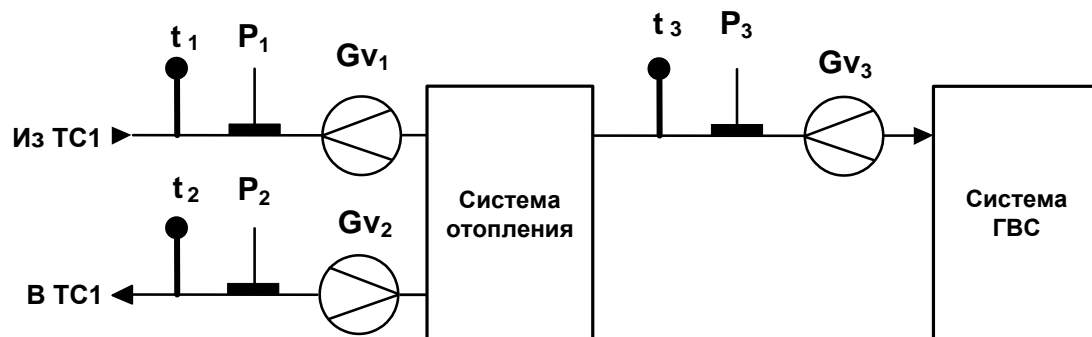 t 1 P1 Gv1
t 3 P3 Gv3
Из ТС1
t 2 P2 Gv2
В ТС1
Система
отопления
Система
ГВС